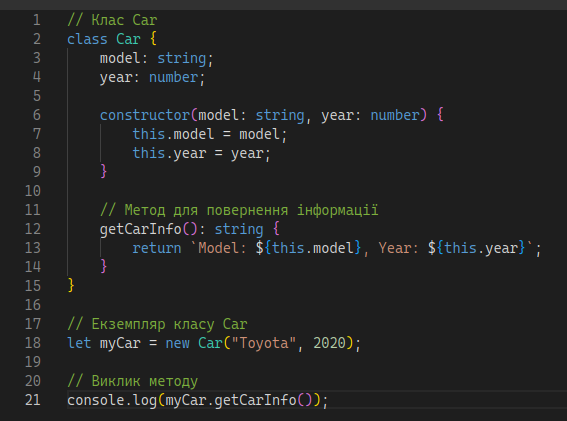 1 // Клас Car
2 class Car {
3     model: string;
4     year: number;
5
6     constructor(model: string, year: number) {
7         this.model = model;
8         this.year = year;
9     }
10
11     // Метод для повернення інформації
12     getCarInfo(): string {
13         return `Model: ${this.model}, Year: ${this.year}`;
14     }
15 }
16
17 // Екземпляр класу Car
18 let myCar = new Car("Toyota", 2020);
19
20 // Виклик методу
21 console.log(myCar.getCarInfo());